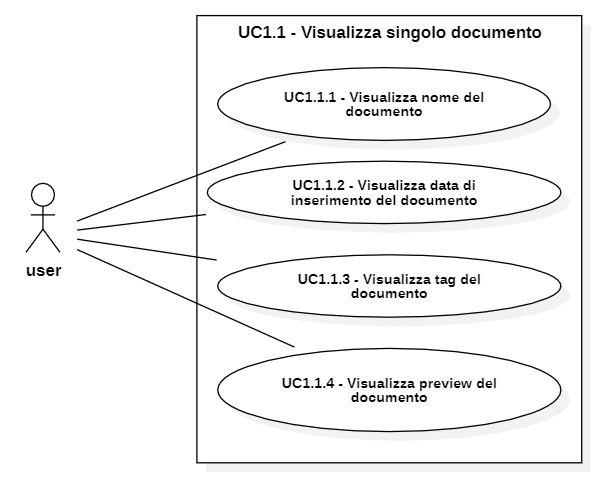 UC1.1 - Visualizza singolo documento
UC1.1.1 - Visualizza nome del
documento
UC1.1.2 - Visualizza data di
inserimento del documento
user
UC1.1.3 - Visualizza tag del
documento
UC1.1.4 - Visualizza preview del
documento